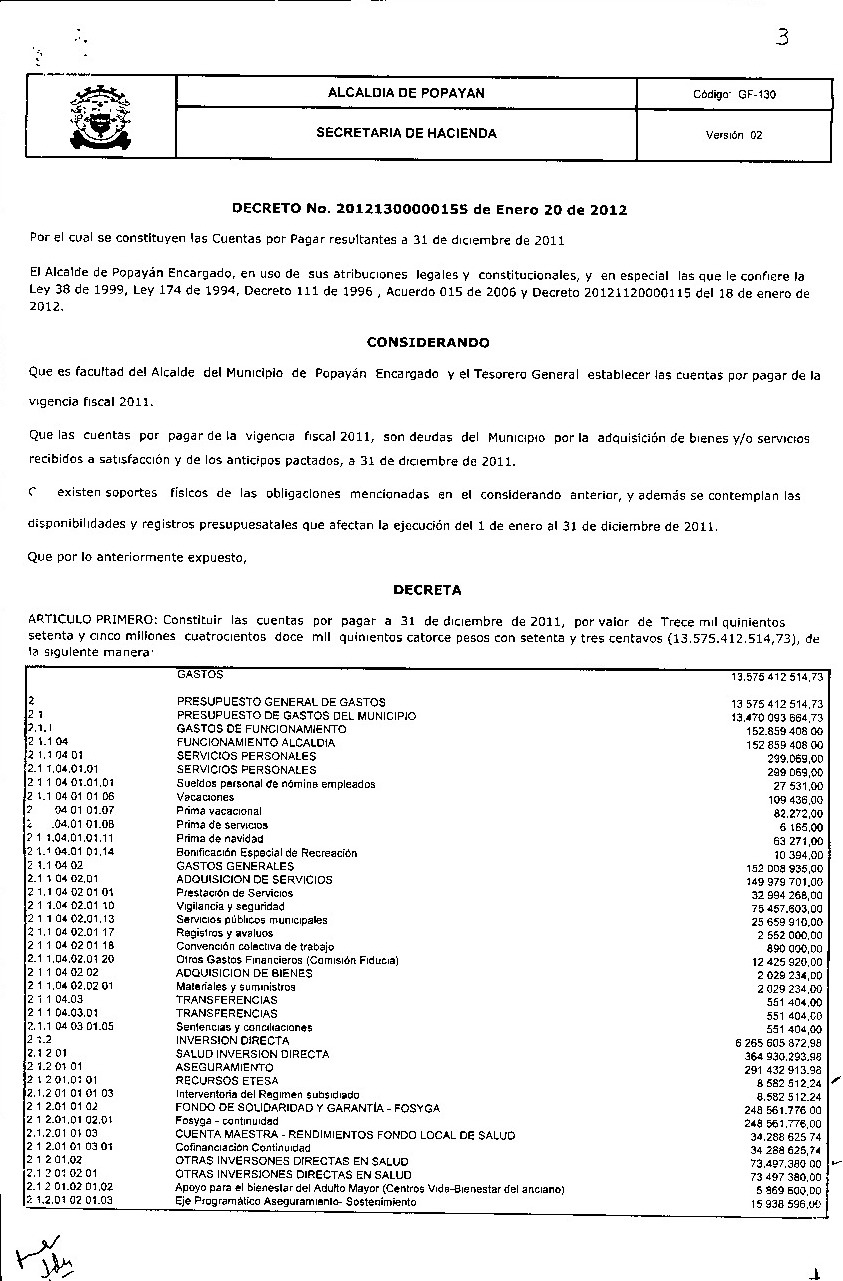 3
ALCALDIA DE POPAYAN
Código: GF-130
SECRETARIA DE HACIENDA
Versión 02
DECRETO No. 20121300000155 de Enero 20 de 2012
Por el cual se constituyen las Cuentas por Pagar resultantes a 31 de diciembre de 2011
El Alcalde de Popayán Encargado, en uso de sus atribuciones legales y constitucionales, y en especial las que le confiere la
Ley 38 de 1999, Ley 174 de 1994, Decreto 111 de 1996 , Acuerdo 015 de 2006 y Decreto 20121120000115 del 18 de enero de
2012.
CONSIDERANDO
Que es facultad del Alcalde del Municipio de Popayán Encargado y el Tesorero General establecer las cuentas por pagar de la
vigencia fiscal 2011.
Que las cuentas por pagar de la vigencia fiscal 2011, son deudas del Municipio por la adquisición de bienes y/o servicios
recibidos a satisfacción y de los anticipos pactados, a 31 de diciembre de 2011.
existen soportes físicos de las obligaciones mencionadas en el considerando anterior, y además se contemplan las
disponibilidades y registros presupuesatales que afectan la ejecución del 1 de enero al 31 de diciembre de 2011.
Que por lo anteriormente expuesto,
DECRETA
ARTICULO PRIMERO: Constituir las cuentas por pagar a 31 de diciembre de 2011, por valor de Trece mil quinientos
setenta y cinco millones cuatrocientos doce mil quinientos catorce pesos con setenta y tres centavos (13.575.412.514,73), de
la siguiente manera:
GASTOS 13.575 412 514,73
2 PRESUPUESTO GENERAL DE GASTOS 13 575 412 514,73
2 1 PRESUPUESTO DE GASTOS DEL MUNICIPIO 13.470 093 664,73
2.1.1 GASTOS DE FUNCIONAMIENTO 152.859 408 00
2 1.1 04 FUNCIONAMIENTO ALCALDIA 152 859 408 00
2 1.1 04 01 SERVICIOS PERSONALES 299.069,00
2.1 1.04.01.01 SERVICIOS PERSONALES 299 069,00
2 1 1 04 01.01.01 Sueldos personal de nómina empleados 27 531,00
2 1.1 04 01 01 06 Vacaciones 109 436,00
2 04 01 01.07 Prima vacacional 82.272,00
2 .04.01 01.08 Prima de servicios 6 165,00
2 1 1.04.01.01.11 Prima de navidad 63 271,00
2 1.1 04.01 01.14 Bonificación Especial de Recreación 10 394,00
2 1.1 04 02 GASTOS GENERALES 152 008 935,00
2.1 1 04 02.01 ADQUISICION DE SERVICIOS 149 979 701,00
2 1.1 04 02 01 01 Prestación de Servicios 32 994 268,00
2 1 1.04 02.01 10 Vigilancia y seguridad 75 457.603,00
2 1 1 04 02.01.13 Servicios públicos municipales 25 659 910,00
2 1.1 04 02.01 17 Registros y avaluos 2 552 000,00
2 1 1 04 02 01 18 Convención colectiva de trabajo 890 000,00
2.1 1.04.02.01 20 Otros Gastos Financieros (Comisión Fiducia) 12 425 920,00
2 1 1 04 02 02 ADQUISICION DE BIENES 2 029 234,00
2 1 1.04 02.02 01 Materiales y suministros 2 029 234,00
2 1 1 04.03 TRANSFERENCIAS 551 404,00
2 1 1 04.03.01 TRANSFERENCIAS 551 404,00
2.1.1 04 03 01.05 Sentencias y conciliaciones 551 404,00
2 1.2 INVERSION DIRECTA 6 265 605 872,98
2.1 2 01 SALUD INVERSION DIRECTA 364 930.293,98
2 1.2 01 01 ASEGURAMIENTO 291 432 913.98
2 1 2 01.01 01 RECURSOS ETESA 8 582 512,24
2.1.2 01 01 01 03 Interventoria del Regimen subsidiado 8.582 512.24
2 1 2.01 01 02 FONDO DE SOLIDARIDAD Y GARANTÍA - FOSYGA 248 561.776 00
2 1 2.01.01 02.01 Fosyga - continuidad 248 561.776,00
2.1.2.01 01 03 CUENTA MAESTRA - RENDIMIENTOS FONDO LOCAL DE SALUD 34.288 625 74
2 1 2.01 01 03 01 Cofinanciación Continuidad 34 288 625,74
2 1 2 01.02 OTRAS INVERSONES DIRECTAS EN SALUD 73.497.380 00
2.1 2 01 02 01 OTRAS INVERSIONES DIRECTAS EN SALUD 73 497 380,00
2.1 2 01.02 01.02 Apoyo para el bienestar del Adulto Mayor (Centros Vida-Bienestar del anciano) 5 869 600,00
2 1.2.01 02 01.03 Eje Programático Aseguramiento- Sostenimiento 15 938 596,00